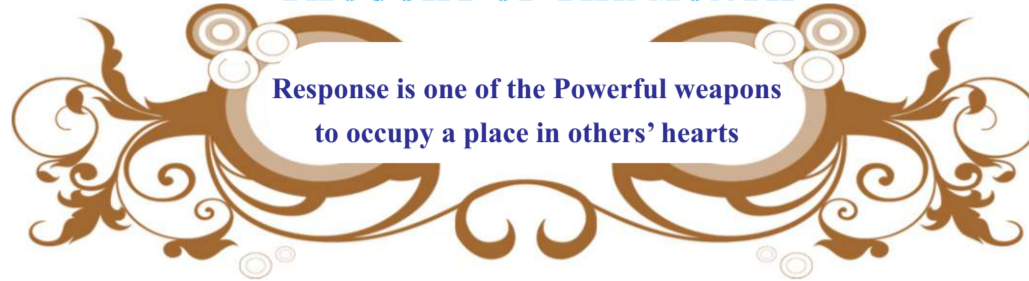 Response is one of the Powerful weapons
to occupy a place in others' hearts